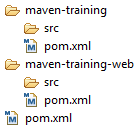 maven-training
src
pom.xml
maven-training-web
src
pom.xml
pom.xml